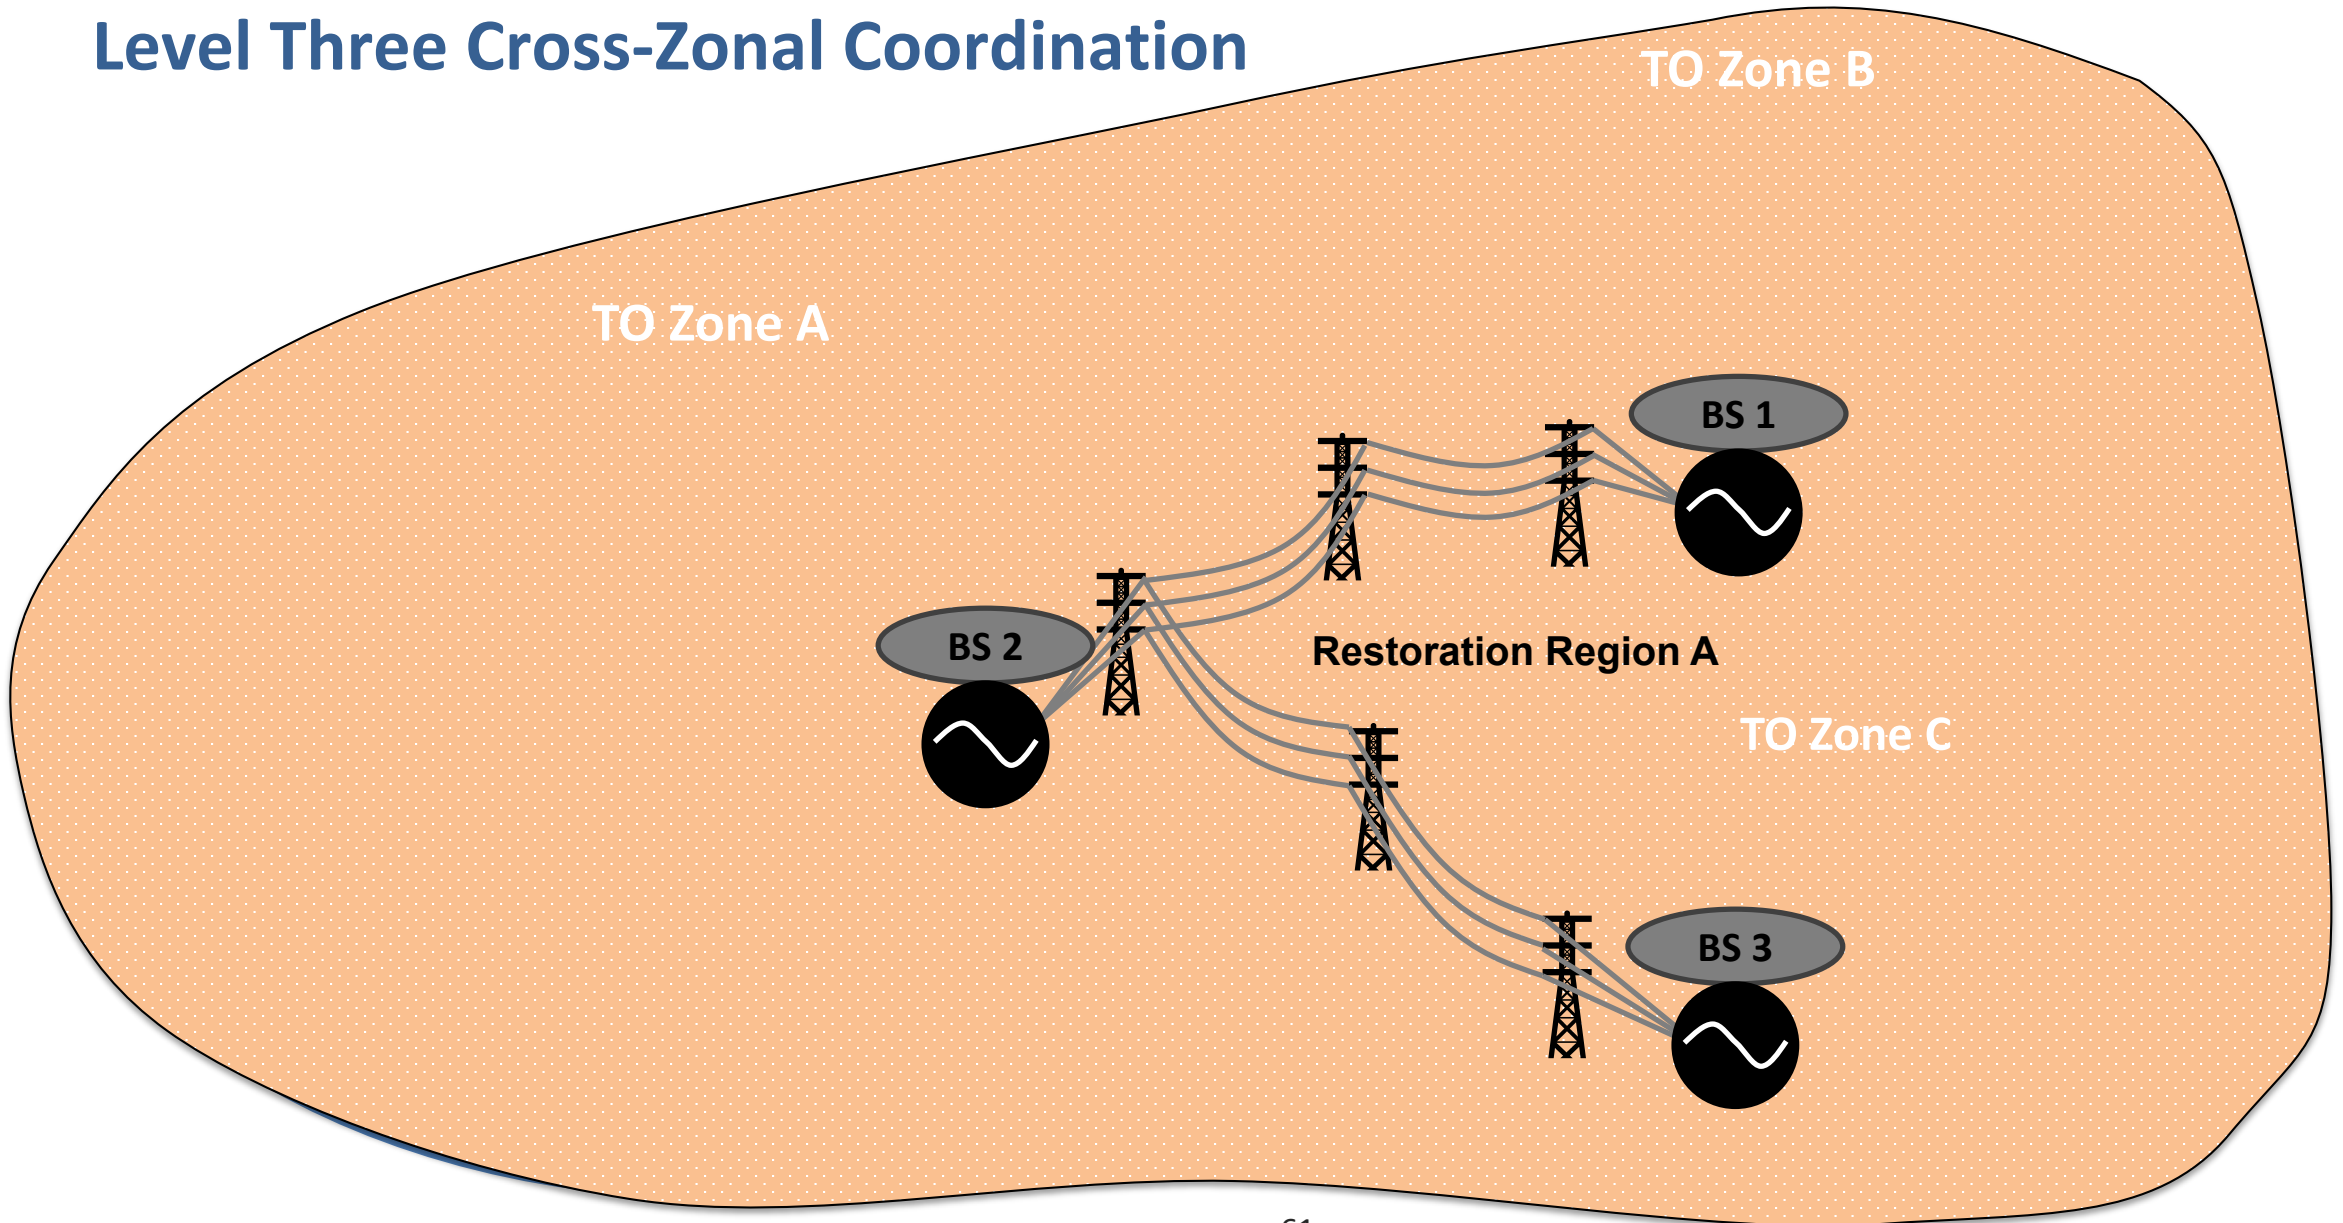 Level Three Cross-Zonal Coordination
TO Zone B
TO Zone A
BS 1
BS 2
Restoration Region A
TO Zone C
BS 3